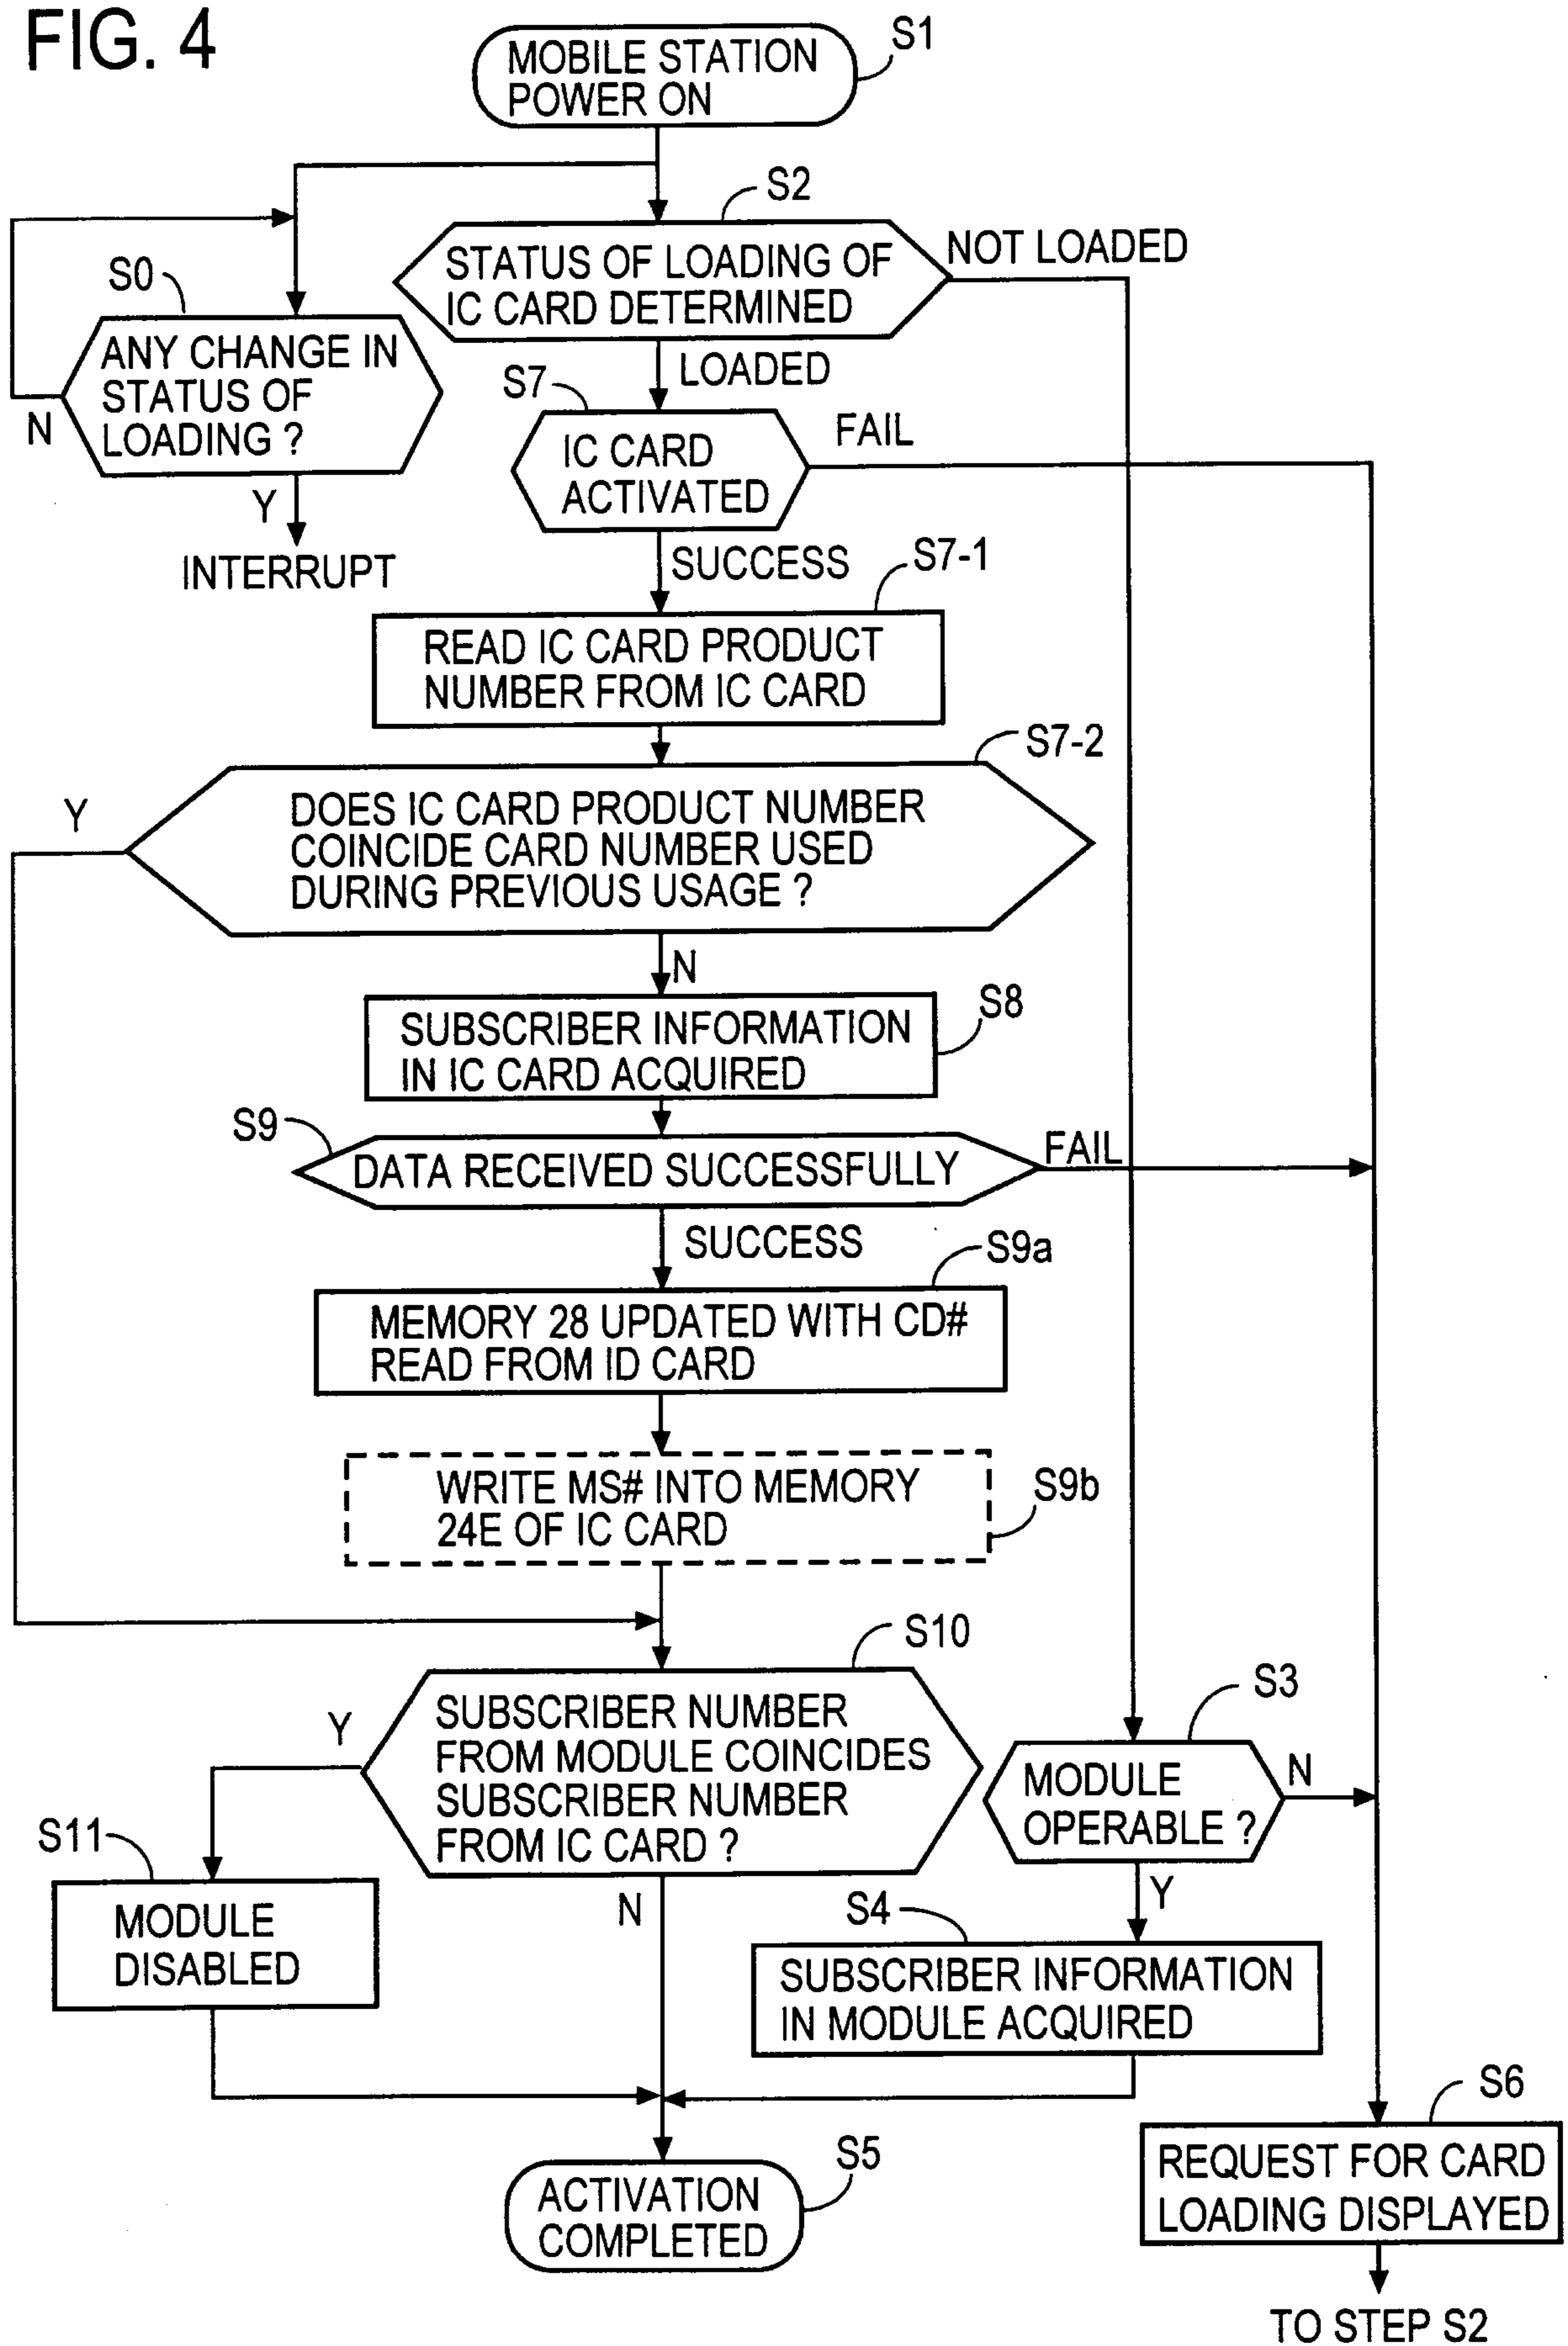 FIG. 4
S1
MOBILE STATION
POWER ON
S2
STATUS OF LOADING OF
IC CARD DETERMINED
NOT LOADED
S0
ANY CHANGE IN
STATUS OF
LOADING ?
N
Y
INTERRUPT
LOADED
S7
IC CARD
ACTIVATED
FAIL
SUCCESS
S7-1
READ IC CARD PRODUCT
NUMBER FROM IC CARD
S7-2
DOES IC CARD PRODUCT NUMBER
COINCIDE CARD NUMBER USED
DURING PREVIOUS USAGE ?
Y
N
S8
SUBSCRIBER INFORMATION
IN IC CARD ACQUIRED
S9
DATA RECEIVED SUCCESSFULLY
FAIL
SUCCESS
S9a
MEMORY 28 UPDATED WITH CD#
READ FROM ID CARD
WRITE MS# INTO MEMORY
24E OF IC CARD
S9b
S10
SUBSCRIBER NUMBER
FROM MODULE COINCIDES
SUBSCRIBER NUMBER
FROM IC CARD ?
Y
N
S3
MODULE
OPERABLE ?
N
Y
S11
MODULE
DISABLED
S4
SUBSCRIBER INFORMATION
IN MODULE ACQUIRED
S5
ACTIVATION
COMPLETED
S6
REQUEST FOR CARD
LOADING DISPLAYED
TO STEP S2